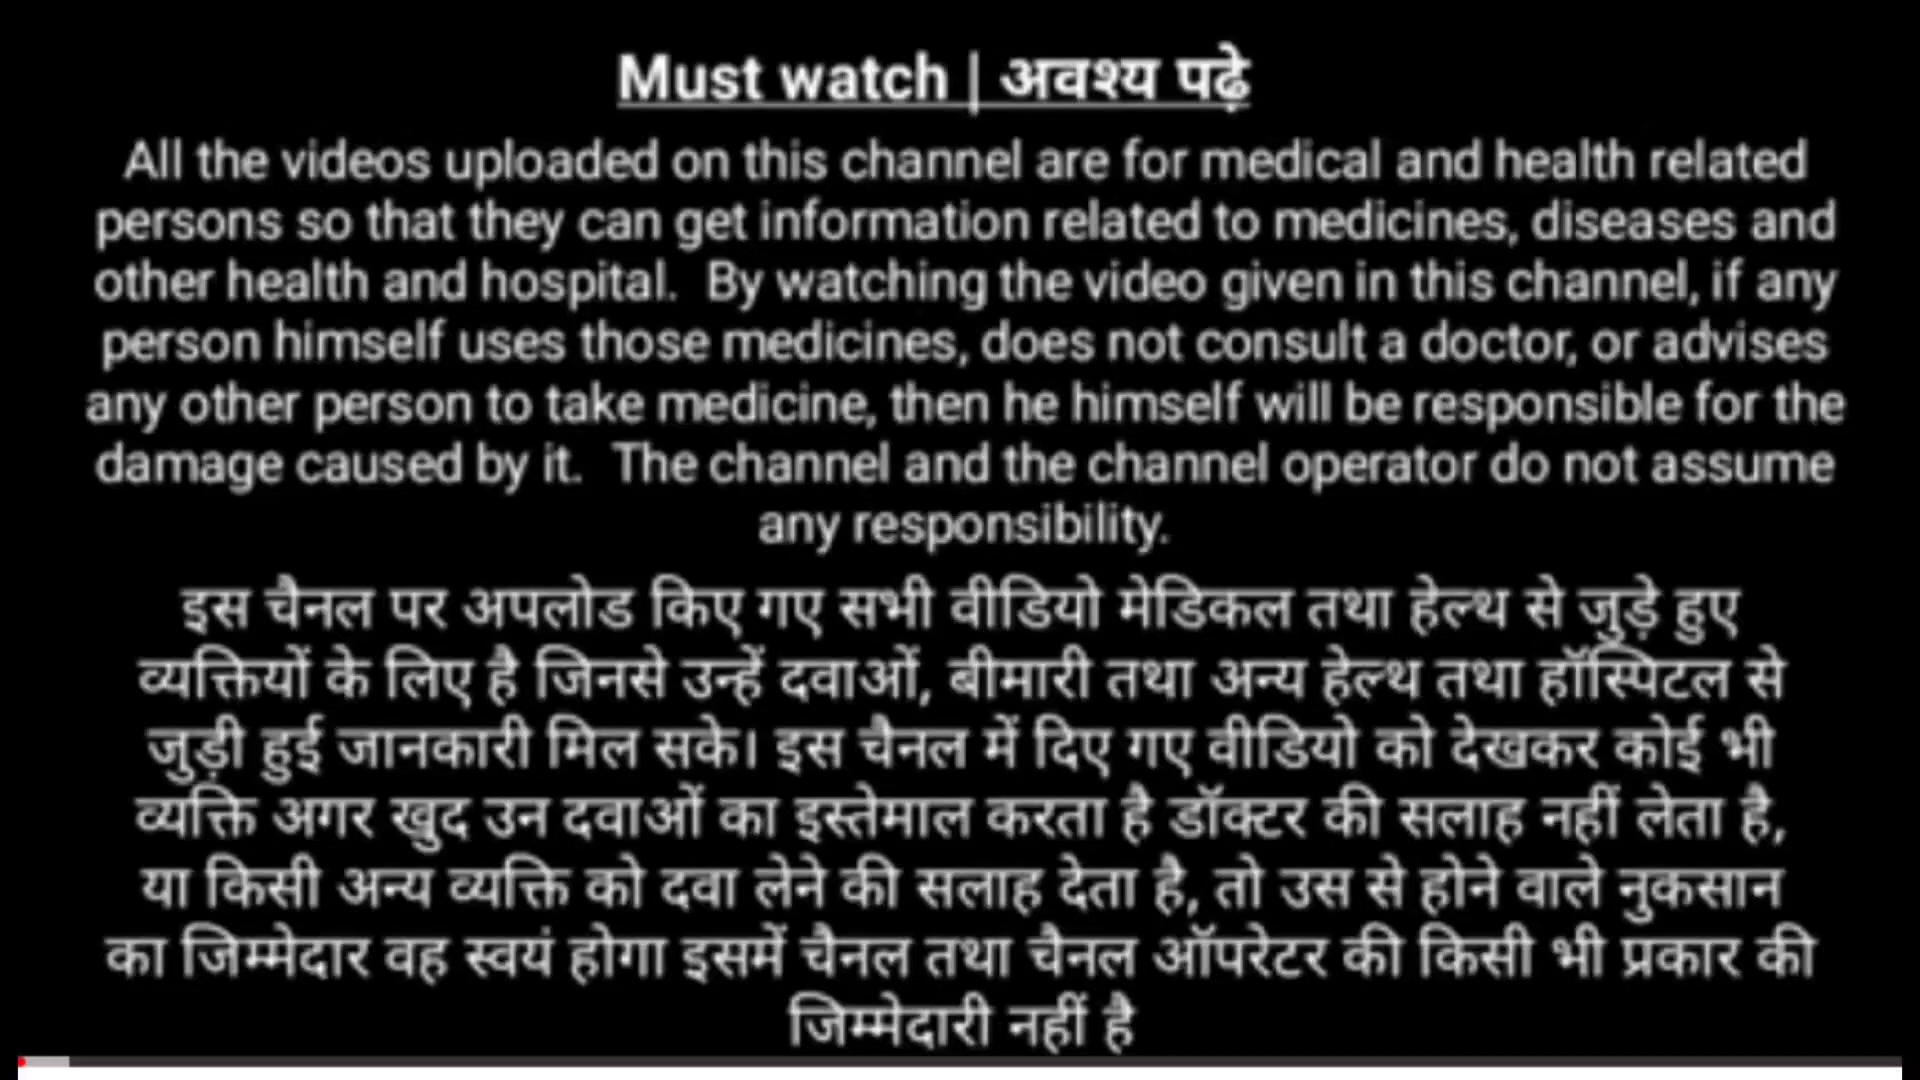 Must watch | अवश्य पढ़े
All the videos uploaded on this channel are for medical and health related
persons so that they can get information related to medicines, diseases and
other health and hospital.  By watching the video given in this channel, if any
person himself uses those medicines, does not consult a doctor, or advises
any other person to take medicine, then he himself will be responsible for the
damage caused by it.  The channel and the channel operator do not assume
any responsibility.
इस चैनल पर अपलोड किए गए सभी वीडियो मेडिकल तथा हेल्थ से जुड़े हुए
व्यक्तियों के लिए है जिनसे उन्हें दवाओं, बीमारी तथा अन्य हेल्थ तथा हॉस्पिटल से
जुड़ी हुई जानकारी मिल सके। इस चैनल में दिए गए वीडियो को देखकर कोई भी
व्यक्ति अगर खुद उन दवाओं का इस्तेमाल करता है डॉक्टर की सलाह नहीं लेता है,
या किसी अन्य व्यक्ति को दवा लेने की सलाह देता है, तो उस से होने वाले नुकसान
का जिम्मेदार वह स्वयं होगा इसमें चैनल तथा चैनल ऑपरेटर की किसी भी प्रकार की
जिम्मेदारी नहीं है